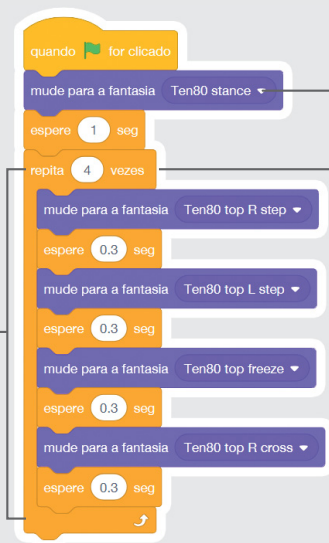 quando for clicado
mude para a fantasia Ten80 stance
espere 1 seg
repita 4 vezes
mude para a fantasia Ten80 top R step
espere 0.3 seg
mude para a fantasia Ten80 top L step
espere 0.3 seg
mude para a fantasia Ten80 top freeze
espere 0.3 seg
mude para a fantasia Ten80 top R cross
espere 0.3 seg